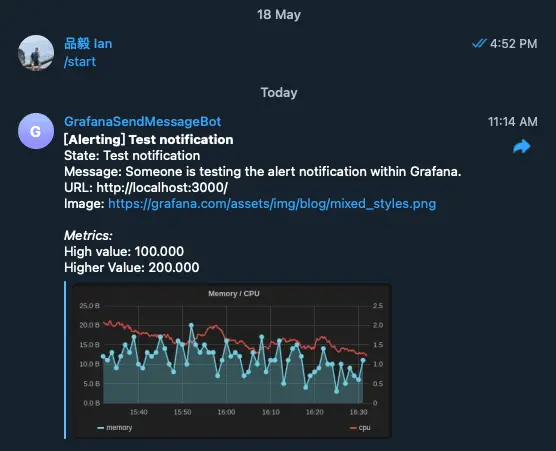 18 May
品毅 Ian
4:52 PM
/start
Today
G
GrafanaSendMessageBot
11:14 AM
[Alerting] Test notification
State: Test notification
Message: Someone is testing the alert notification within Grafana.
URL: http://localhost:3000/
Image: https://grafana.com/assets/img/blog/mixed_styles.png
Metrics:
High value: 100.000
Higher Value: 200.000
Memory / CPU
25.0 B
2.5
20.0 B
2.0
15.0 B
1.5
10.0 B
1.0
5.0 B
0.5
0.0 B
0
15:40 15:50 16:00 16:10 16:20 16:30
memory
cpu